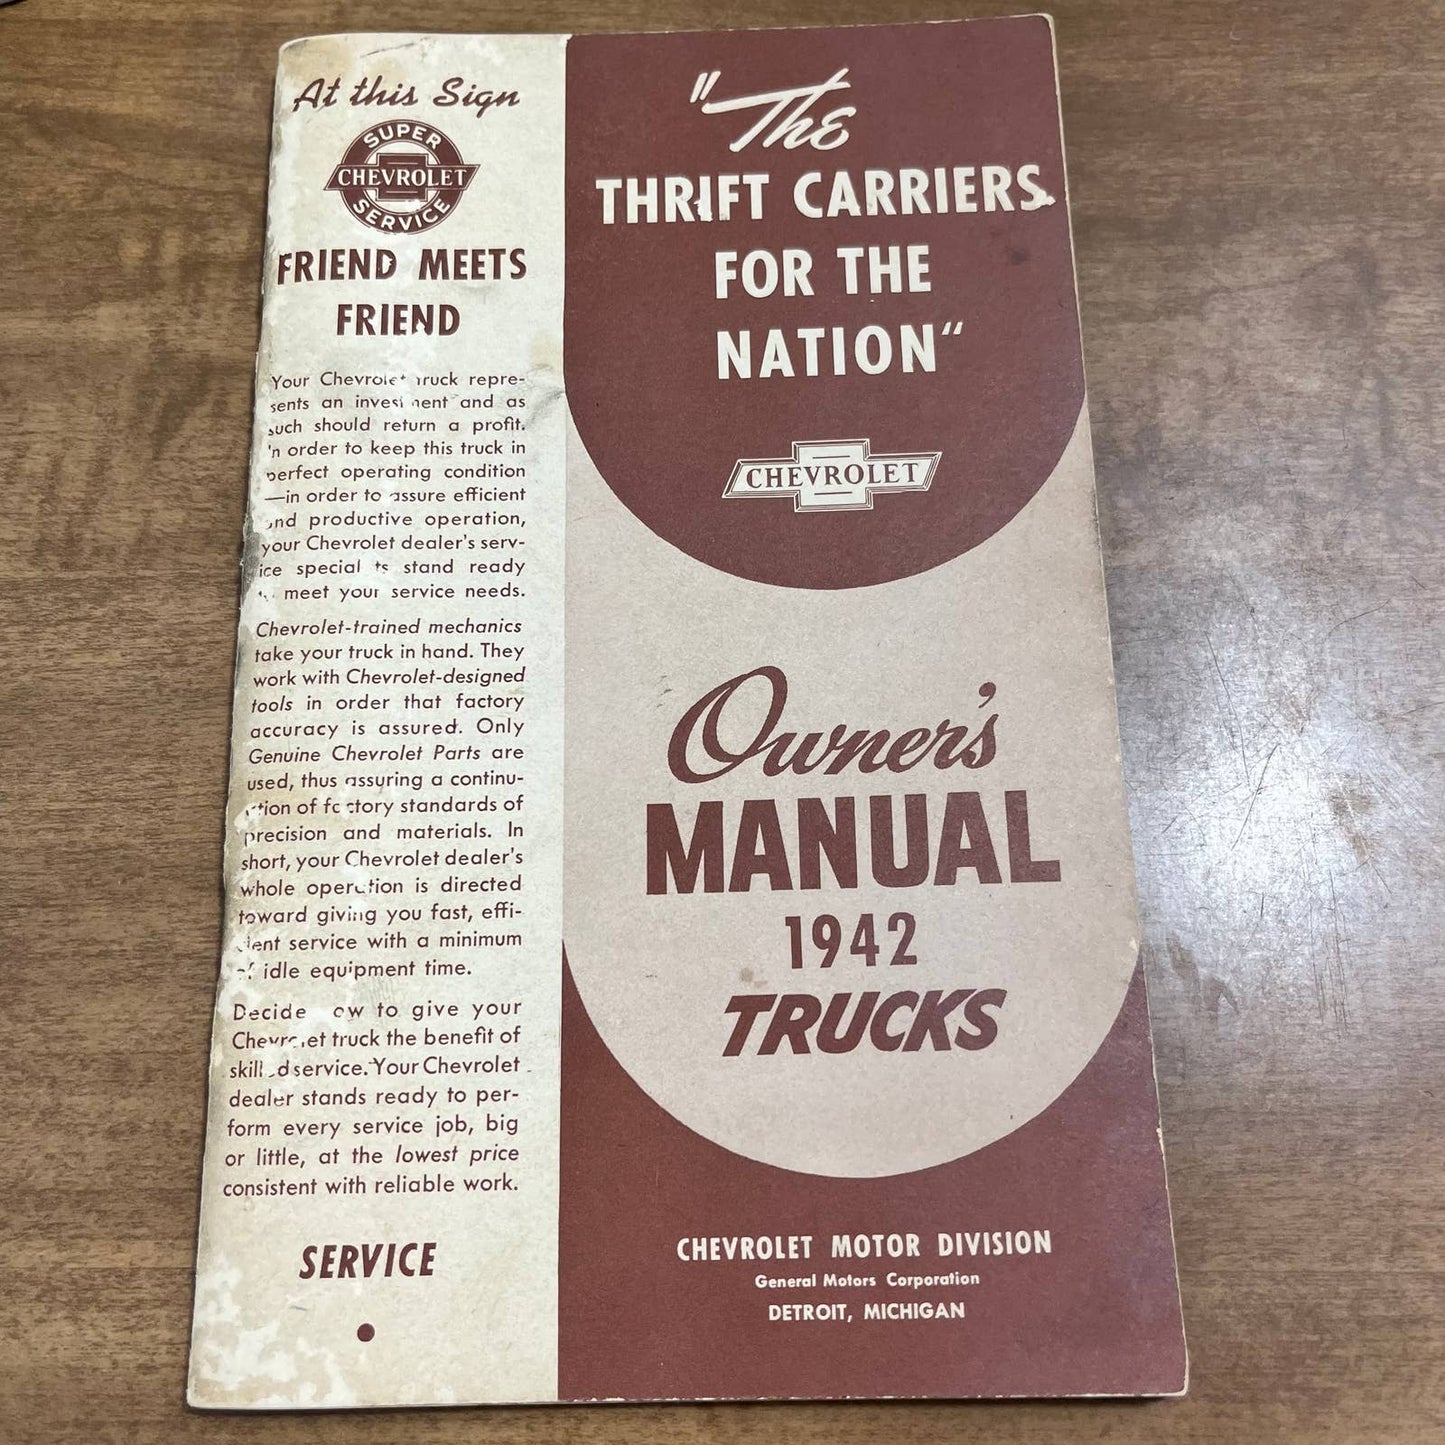 At this Sign
SUPER
CHEVROLET
SERVICE
FRIEND MEETS
FRIEND
Your Chevrolet truck repre-
sents an investment and as
such should return a profit.
In order to keep this truck in
perfect operating condition
—in order to assure efficient
and productive operation,
your Chevrolet dealer's serv-
ice specialists stand ready
to meet your service needs.
Chevrolet-trained mechanics
take your truck in hand. They
work with Chevrolet-designed
tools in order that factory
accuracy is assured. Only
Genuine Chevrolet Parts are
used, thus assuring a continu-
ation of factory standards of
precision and materials. In
short, your Chevrolet dealer's
whole operation is directed
toward giving you fast, effi-
cient service with a minimum
of idle equipment time.
Decide now to give your
Chevrolet truck the benefit of
skilled service. Your Chevrolet
dealer stands ready to per-
form every service job, big
or little, at the lowest price
consistent with reliable work.
SERVICE
"The
THRIFT CARRIERS
FOR THE
NATION"
CHEVROLET
Owner's
MANUAL
1942
TRUCKS
CHEVROLET MOTOR DIVISION
General Motors Corporation
DETROIT, MICHIGAN